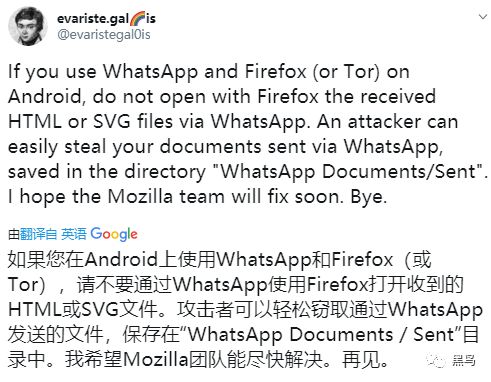 evariste.gal🌈is
@evaristegal0is
If you use WhatsApp and Firefox (or Tor) on
Android, do not open with Firefox the received
HTML or SVG files via WhatsApp. An attacker can
easily steal your documents sent via WhatsApp,
saved in the directory "WhatsApp Documents/Sent".
I hope the Mozilla team will fix soon. Bye.
由翻译自 英语 Google
如果您在Android上使用WhatsApp和Firefox（或
Tor），请不要通过WhatsApp使用Firefox打开收到的
HTML或SVG文件。攻击者可以轻松窃取通过WhatsApp
发送的文件，保存在“WhatsApp Documents / Sent”目
录中。我希望Mozilla团队能尽快解决。再见。
黑鸟